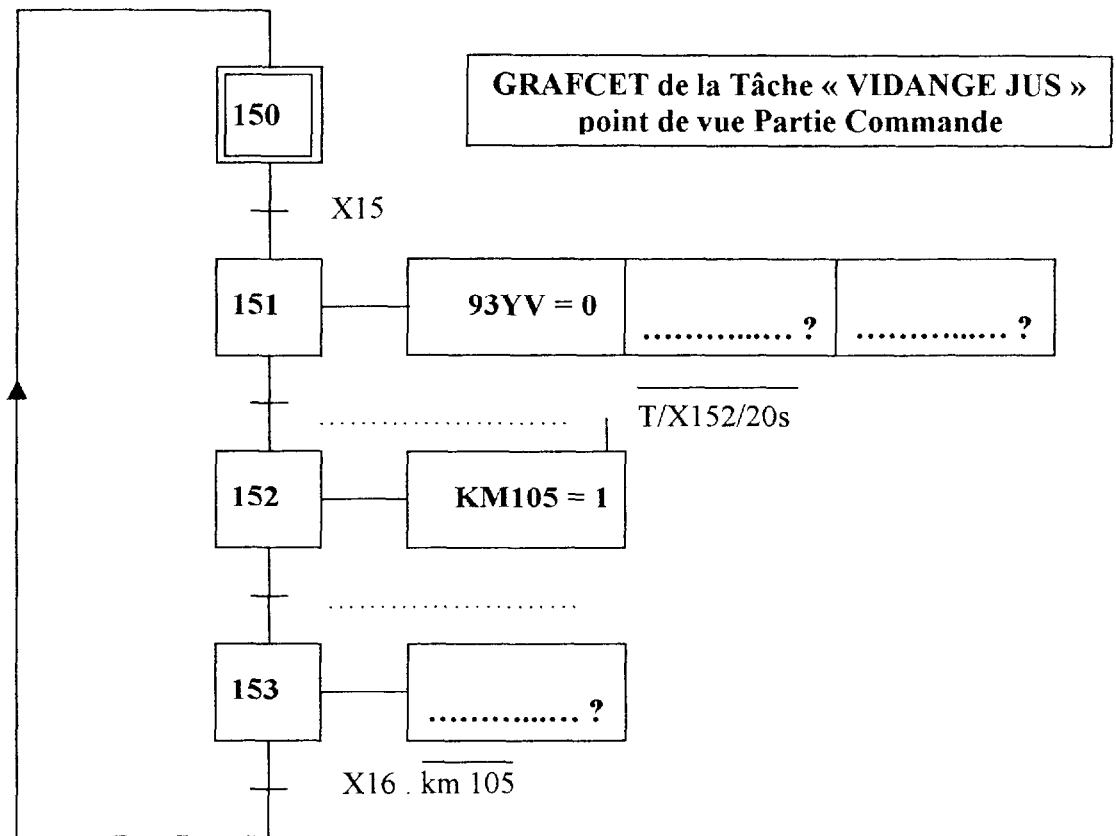 GRAFCET de la Tâche « VIDANGE JUS »
point de vue Partie Commande
150
X15
151
93YV = 0
............... ?
............... ?
T/X152/20s
..........................
152
KM105 = 1
..........................
153
............... ?
X16 . km 105